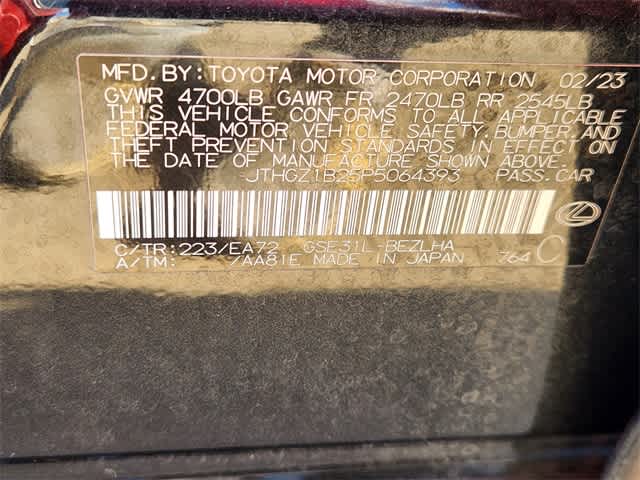 MFD. BY: TOYOTA MOTOR CORPORATION 02/23
GVWR 4700LB GAWR FR 2470LB RR 2545LB
THIS VEHICLE CONFORMS TO ALL APPLICABLE
FEDERAL MOTOR VEHICLE SAFETY, BUMPER, AND
THEFT PREVENTION STANDARDS IN EFFECT ON
THE DATE OF MANUFACTURE SHOWN ABOVE.
JTHGZ1B25P5064393 PASS. CAR
C/TR: 223/EA72 GSE31L-BEZLHA
A/TM: /AA81E MADE IN JAPAN 764 C